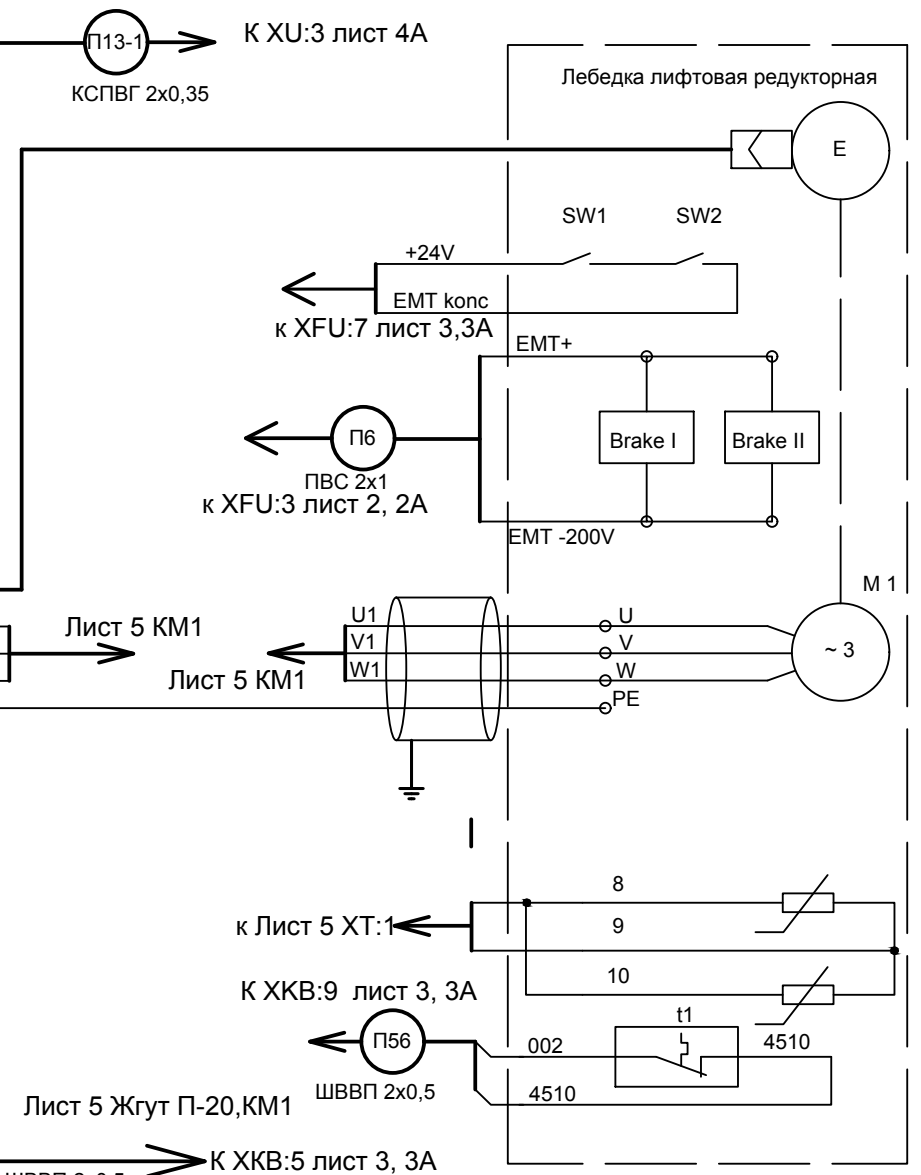 П13-1
К XU:3 лист 4А
КСПВГ 2х0,35
Лебедка лифтовая редукторная
E
SW1
SW2
+24V
EMT konc
к XFU:7 лист 3,3А
EMT+
П6
ПВС 2х1
к XFU:3 лист 2, 2А
Brake I
Brake II
EMT -200V
M 1
Лист 5 КМ1
Лист 5 КМ1
U1
V1
W1
U
V
W
PE
~ 3
8
к Лист 5 ХТ:1
9
10
К ХКВ:9 лист 3, 3А
t1
П56
002
4510
ШВВП 2х0,5
4510
Лист 5 Жгут П-20,КМ1
К ХКВ:5 лист 3, 3А